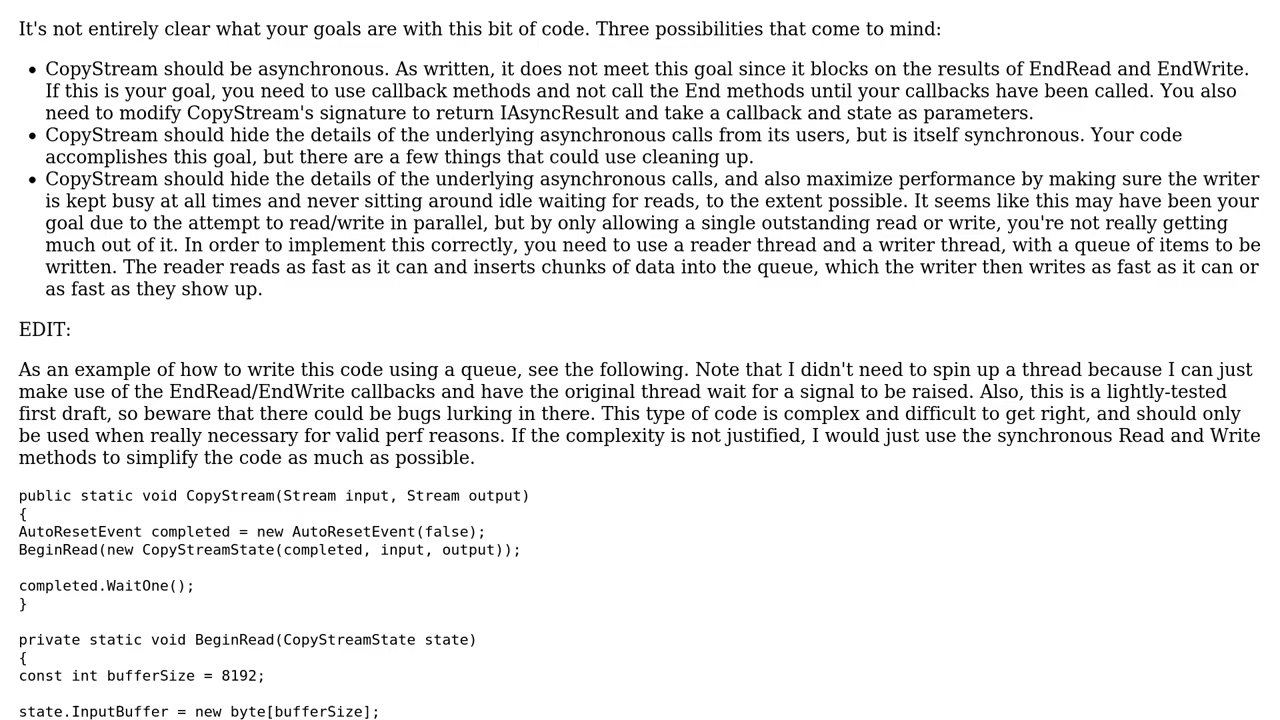 It's not entirely clear what your goals are with this bit of code. Three possibilities that come to mind:
• CopyStream should be asynchronous. As written, it does not meet this goal since it blocks on the results of EndRead and EndWrite.
If this is your goal, you need to use callback methods and not call the End methods until your callbacks have been called. You also
need to modify CopyStream's signature to return IAsyncResult and take a callback and state as parameters.
• CopyStream should hide the details of the underlying asynchronous calls from its users, but is itself synchronous. Your code
accomplishes this goal, but there are a few things that could use cleaning up.
• CopyStream should hide the details of the underlying asynchronous calls, and also maximize performance by making sure the writer
is kept busy at all times and never sitting around idle waiting for reads, to the extent possible. It seems like this may have been your
goal due to the attempt to read/write in parallel, but by only allowing a single outstanding read or write, you're not really getting
much out of it. In order to implement this correctly, you need to use a reader thread and a writer thread, with a queue of items to be
written. The reader reads as fast as it can and inserts chunks of data into the queue, which the writer then writes as fast as it can or
as fast as they show up.
EDIT:
As an example of how to write this code using a queue, see the following. Note that I didn't need to spin up a thread because I can just
make use of the EndRead/EndWrite callbacks and have the original thread wait for a signal to be raised. Also, this is a lightly-tested
first draft, so beware that there could be bugs lurking in there. This type of code is complex and difficult to get right, and should only
be used when really necessary for valid perf reasons. If the complexity is not justified, I would just use the synchronous Read and Write
methods to simplify the code as much as possible.
public static void CopyStream(Stream input, Stream output)
{
AutoResetEvent completed = new AutoResetEvent(false);
BeginRead(new CopyStreamState(completed, input, output));
completed.WaitOne();
}
private static void BeginRead(CopyStreamState state)
{
const int bufferSize = 8192;
state.InputBuffer = new byte[bufferSize];